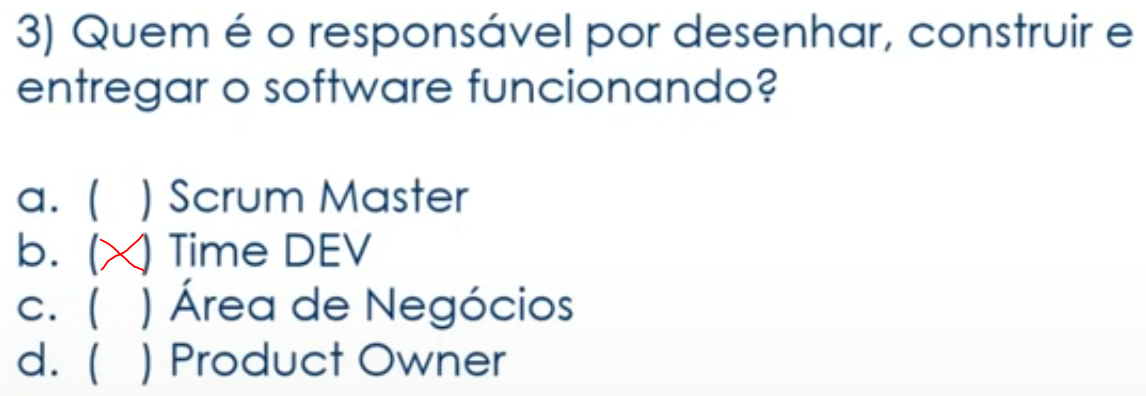 3) Quem é o responsável por desenhar, construir e
entregar o software funcionando?
a. ( ) Scrum Master
b. (X) Time DEV
c. ( ) Área de Negócios
d. ( ) Product Owner